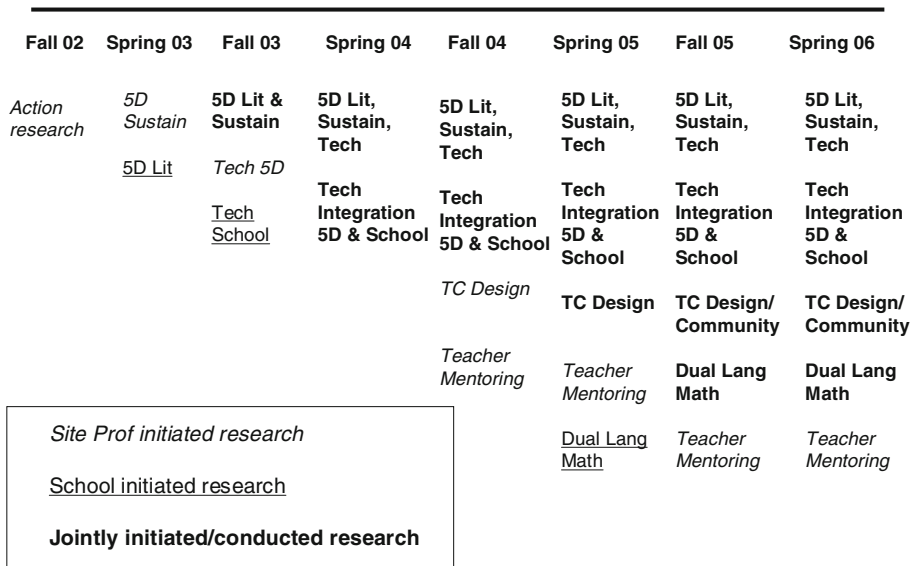 Fall 02 Spring 03 Fall 03 Spring 04 Fall 04 Spring 05 Fall 05 Spring 06
Action
research
5D
Sustain
5D Lit
5D Lit &
Sustain
Tech 5D
Tech
School
5D Lit,
Sustain,
Tech
Tech
Integration
5D & School
5D Lit,
Sustain,
Tech
Tech
Integration
5D & School
TC Design
Teacher
Mentoring
5D Lit,
Sustain,
Tech
Tech
Integration
5D &
School
TC Design
Teacher
Mentoring
Dual Lang
Math
5D Lit,
Sustain,
Tech
Tech
Integration
5D &
School
TC Design/
Community
Dual Lang
Math
Teacher
Mentoring
5D Lit,
Sustain,
Tech
Tech
Integration
5D &
School
TC Design/
Community
Dual Lang
Math
Teacher
Mentoring
Site Prof initiated research
School initiated research
Jointly initiated/conducted research